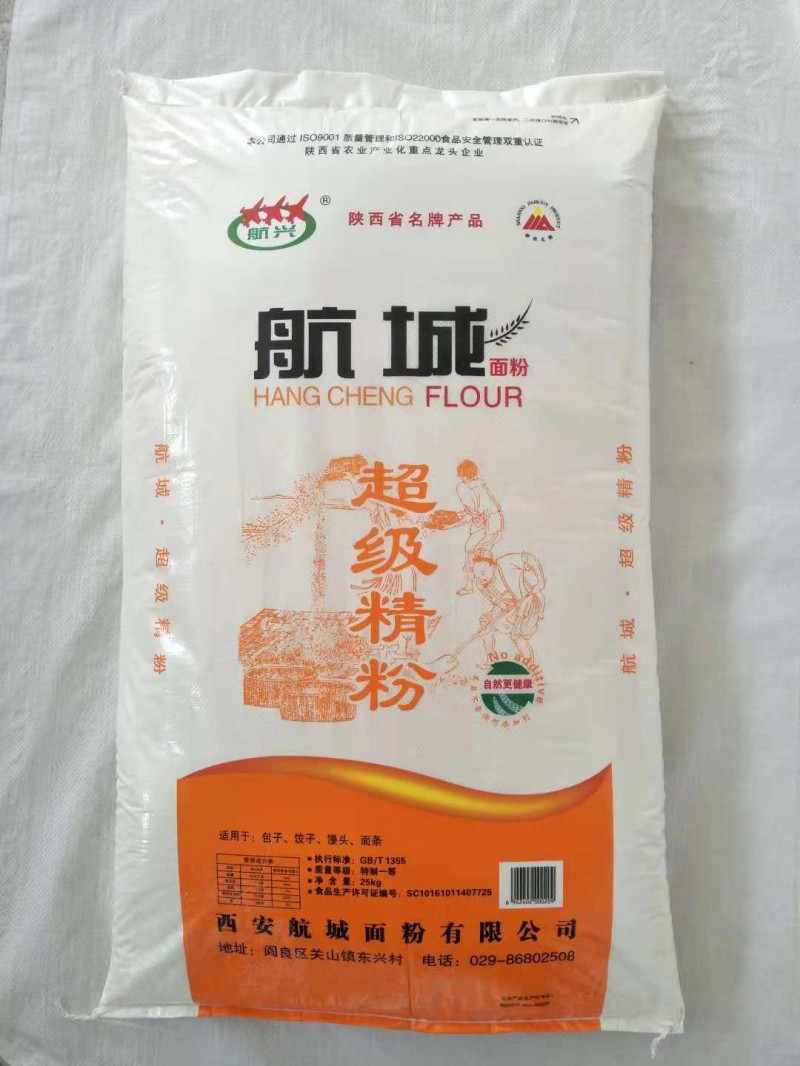 本公司通过ISO9001质量管理和ISO22000食品安全管理双重认证
陕西省农业产业化重点龙头企业
航兴 ®
陕西省名牌产品
SHAANXI FAMOUS PRODUCT
航城
面粉
HANG CHENG FLOUR
航城·超级精粉
超级精粉
航城·超级精粉
No additive
自然更健康
适用于：包子、饺子、馒头、面条
•执行标准：GB/T 1355
•质量等级：特制一等
•净含量：25kg
•食品生产许可证编号：SC10161011407725
西安航城面粉有限公司
地址：阎良区关山镇东兴村 电话：029-86802508